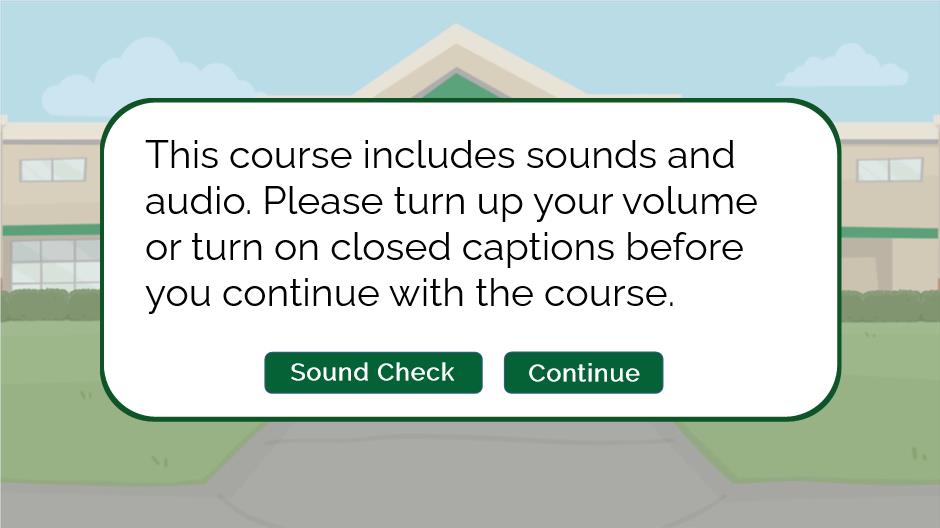 This course includes sounds and
audio. Please turn up your volume
or turn on closed captions before
you continue with the course.
Sound Check
Continue